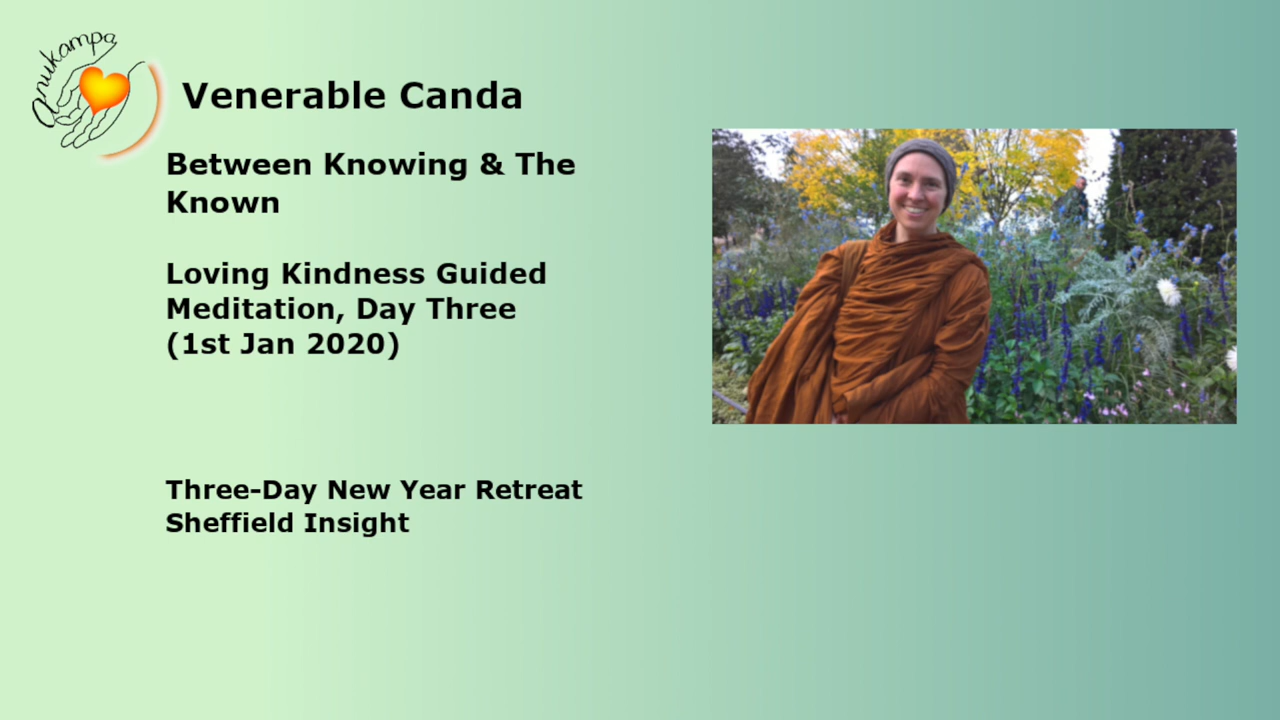 anukampa
Venerable Canda
Between Knowing & The
Known
Loving Kindness Guided
Meditation, Day Three
(1st Jan 2020)
Three-Day New Year Retreat
Sheffield Insight